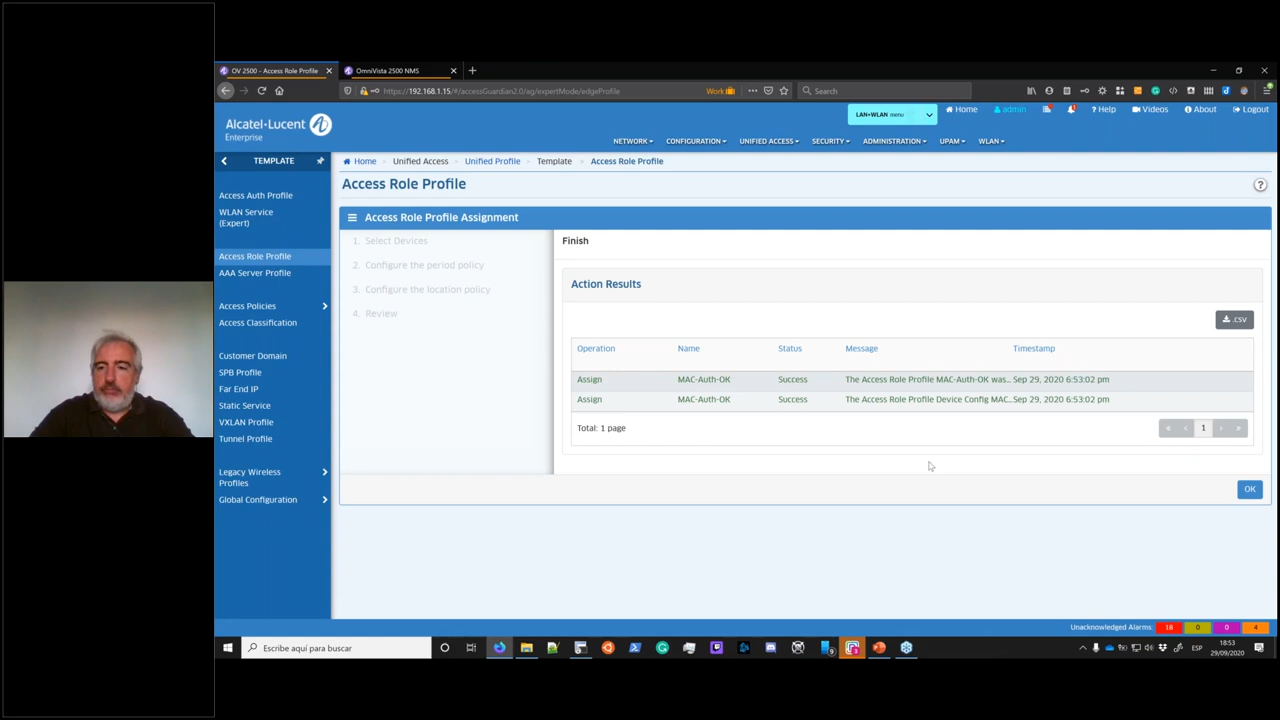 OV 2500 - Access Role Profile
OmniVista 2500 NMS
https://192.168.1.15/#/accessGuardian2.0/ag/expertMode/edgeProfile
Work
Search
Alcatel·Lucent
Enterprise
LAN+WLAN menu
Home
admin
Help
Videos
About
Logout
NETWORK
CONFIGURATION
UNIFIED ACCESS
SECURITY
ADMINISTRATION
UPAM
WLAN
TEMPLATE
Home > Unified Access > Unified Profile > Template > Access Role Profile
Access Role Profile
Access Auth Profile
WLAN Service
(Expert)
Access Role Profile
AAA Server Profile
Access Policies
Access Classification
Customer Domain
SPB Profile
Far End IP
Static Service
VXLAN Profile
Tunnel Profile
Legacy Wireless
Profiles
Global Configuration
Access Role Profile Assignment
1. Select Devices
2. Configure the period policy
3. Configure the location policy
4. Review
Finish
Action Results
.csv
Operation Name Status Message Timestamp
Assign MAC-Auth-OK Success The Access Role Profile MAC-Auth-OK was... Sep 29, 2020 6:53:02 pm
Assign MAC-Auth-OK Success The Access Role Profile Device Config MAC... Sep 29, 2020 6:53:02 pm
Total: 1 page
« ‹ 1 › »
OK
Unacknowledged Alarms: 18 0 0 4
Escribe aquí para buscar
ESP
18:53
29/09/2020